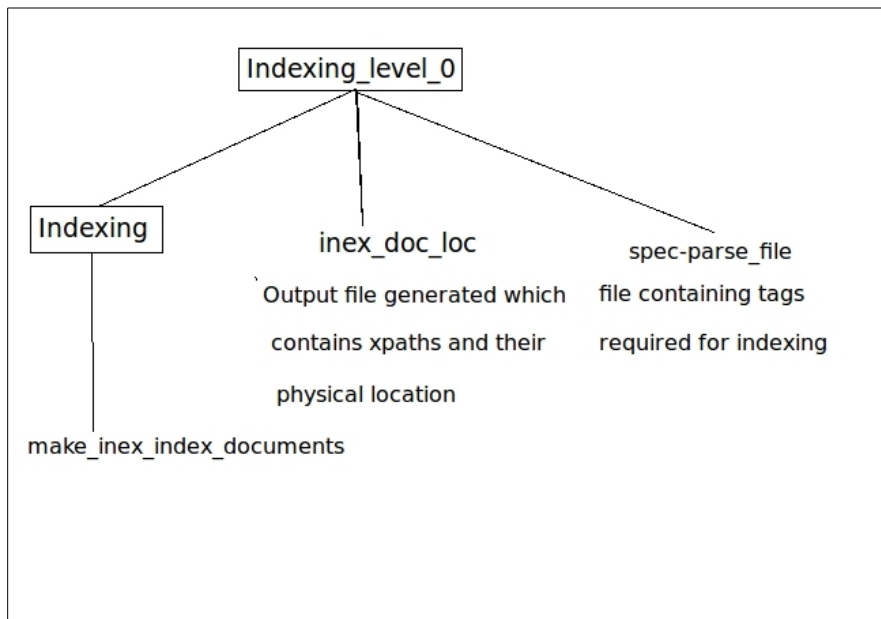 Indexing_level_0
Indexing
inex_doc_loc
Output file generated which
contains xpaths and their
physical location
spec-parse_file
file containing tags
required for indexing
make_inex_index_documents